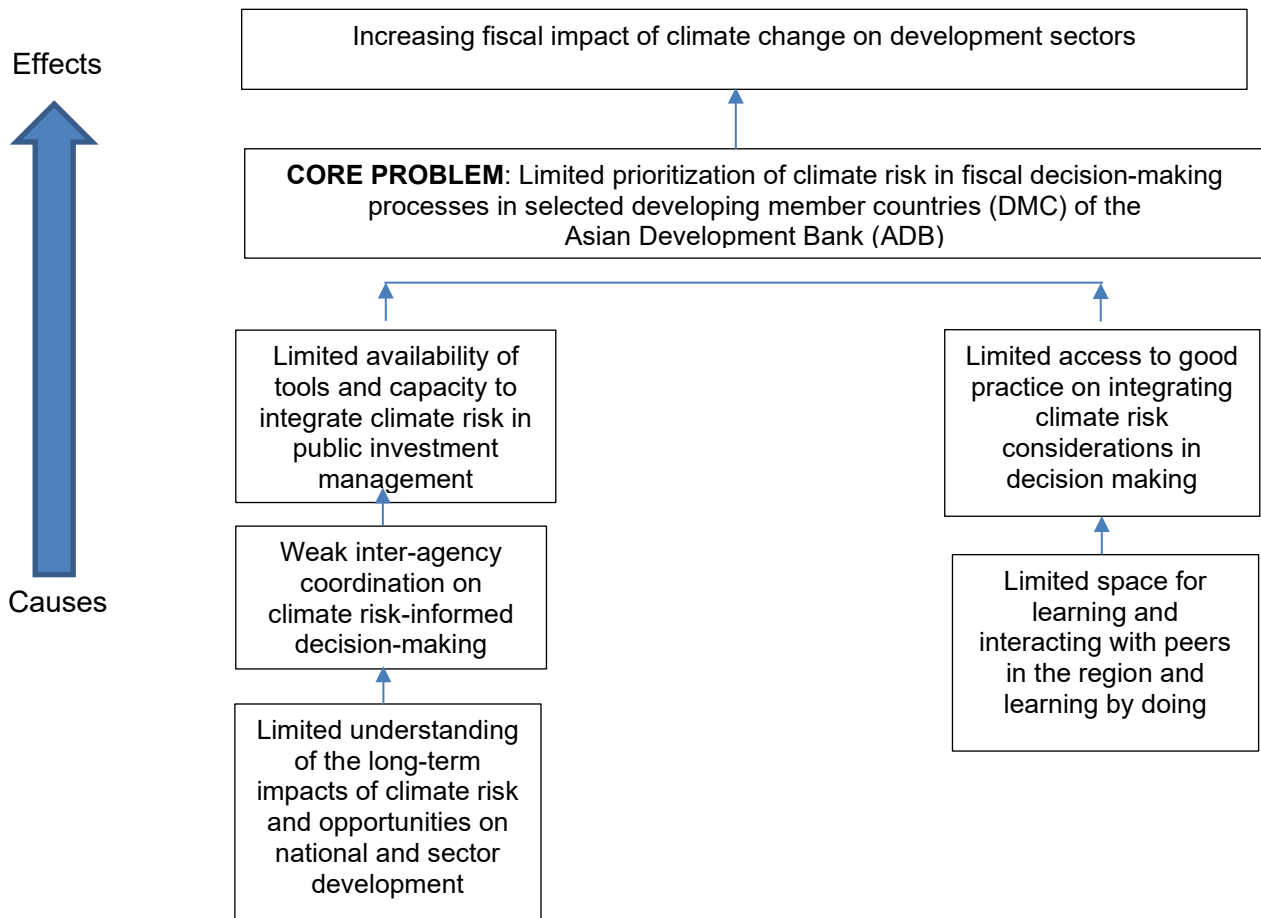 Increasing fiscal impact of climate change on development sectors
Effects
CORE PROBLEM: Limited prioritization of climate risk in fiscal decision-making
processes in selected developing member countries (DMC) of the
Asian Development Bank (ADB)
Limited availability of
tools and capacity to
integrate climate risk in
public investment
management
Limited access to good
practice on integrating
climate risk
considerations in
decision making
Weak inter-agency
coordination on
climate risk-informed
decision-making
Limited space for
learning and
interacting with peers
in the region and
learning by doing
Causes
Limited understanding
of the long-term
impacts of climate risk
and opportunities on
national and sector
development